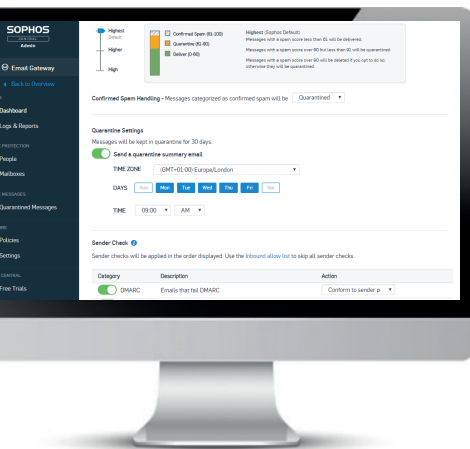 SOPHOS
CENTRAL
Admin
Email Gateway
Back to Overview
Dashboard
Logs & Reports
PROTECTION
People
Mailboxes
MESSAGES
Quarantined Messages
Policies
Settings
CENTRAL
Free Trials
Highest
Default
Higher
High
Confirmed Spam (81-100)
Quarantine (61-80)
Deliver (0-60)
Highest (Sophos Default)
Messages with a spam score less than 61 will be delivered.
Messages with a spam score over 60 but less than 81 will be quarantined.
Messages with a spam score over 80 will be deleted if you opt to do so,
otherwise they will be quarantined.
Confirmed Spam Handling - Messages categorized as confirmed spam will be Quarantined
Quarantine Settings
Messages will be kept in quarantine for 30 days.
Send a quarantine summary email
TIME ZONE (GMT+01:00) Europe/London
DAYS Sun Mon Tue Wed Thu Fri Sat
TIME 09:00 AM
Sender Check
Sender checks will be applied in the order displayed. Use the Inbound allow list to skip all sender checks.
Category Description Action
DMARC Emails that fail DMARC Conform to sender p